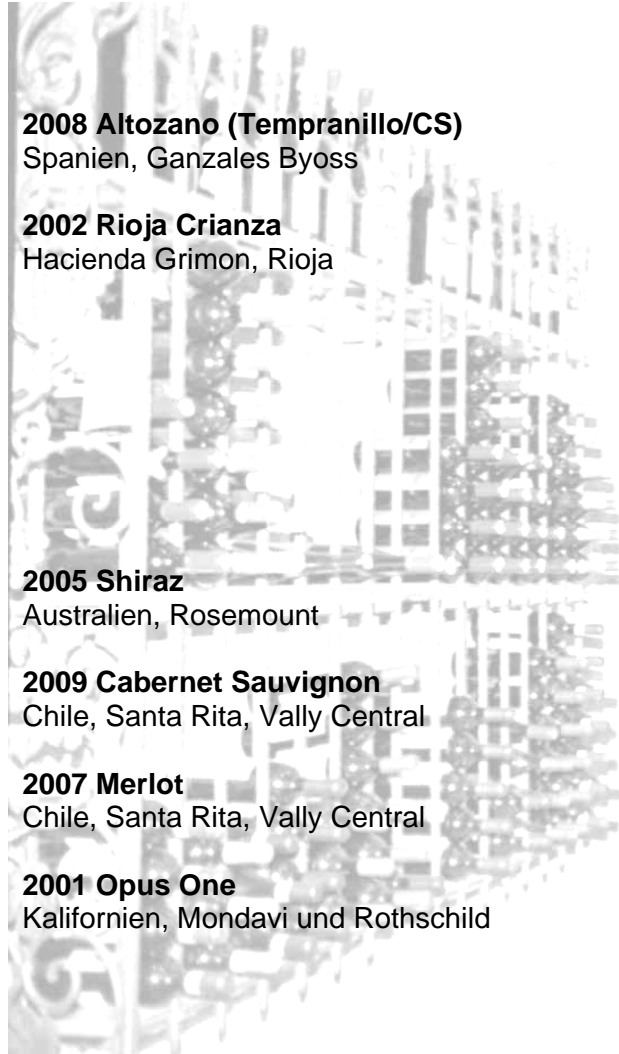 2008 Altozano (Tempranillo/CS)
Spanien, Ganzales Byoss
2002 Rioja Crianza
Hacienda Grimon, Rioja
2005 Shiraz
Australien, Rosemount
2009 Cabernet Sauvignon
Chile, Santa Rita, Vally Central
2007 Merlot
Chile, Santa Rita, Vally Central
2001 Opus One
Kalifornien, Mondavi und Rothschild